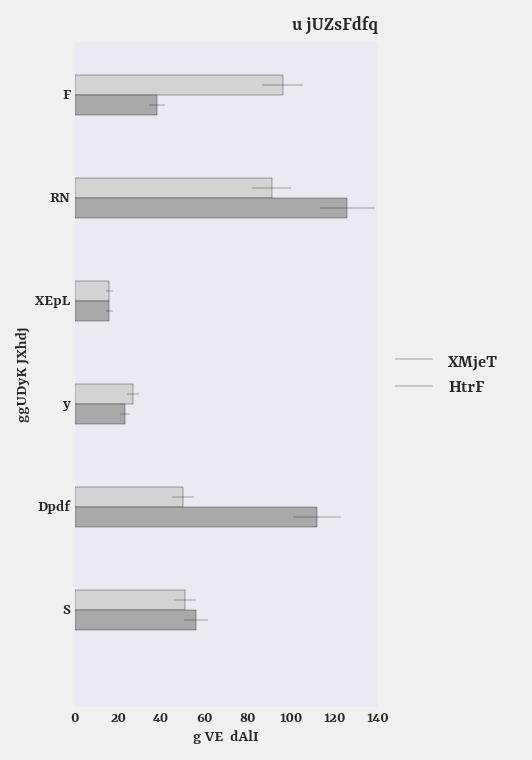 u jUZsFdfq
F
RN
XEpL
y
Dpdf
S
ggUDyK JXhdj
0 20 40 60 80 100 120 140
g VE dAlI
XMjeT
HtrF